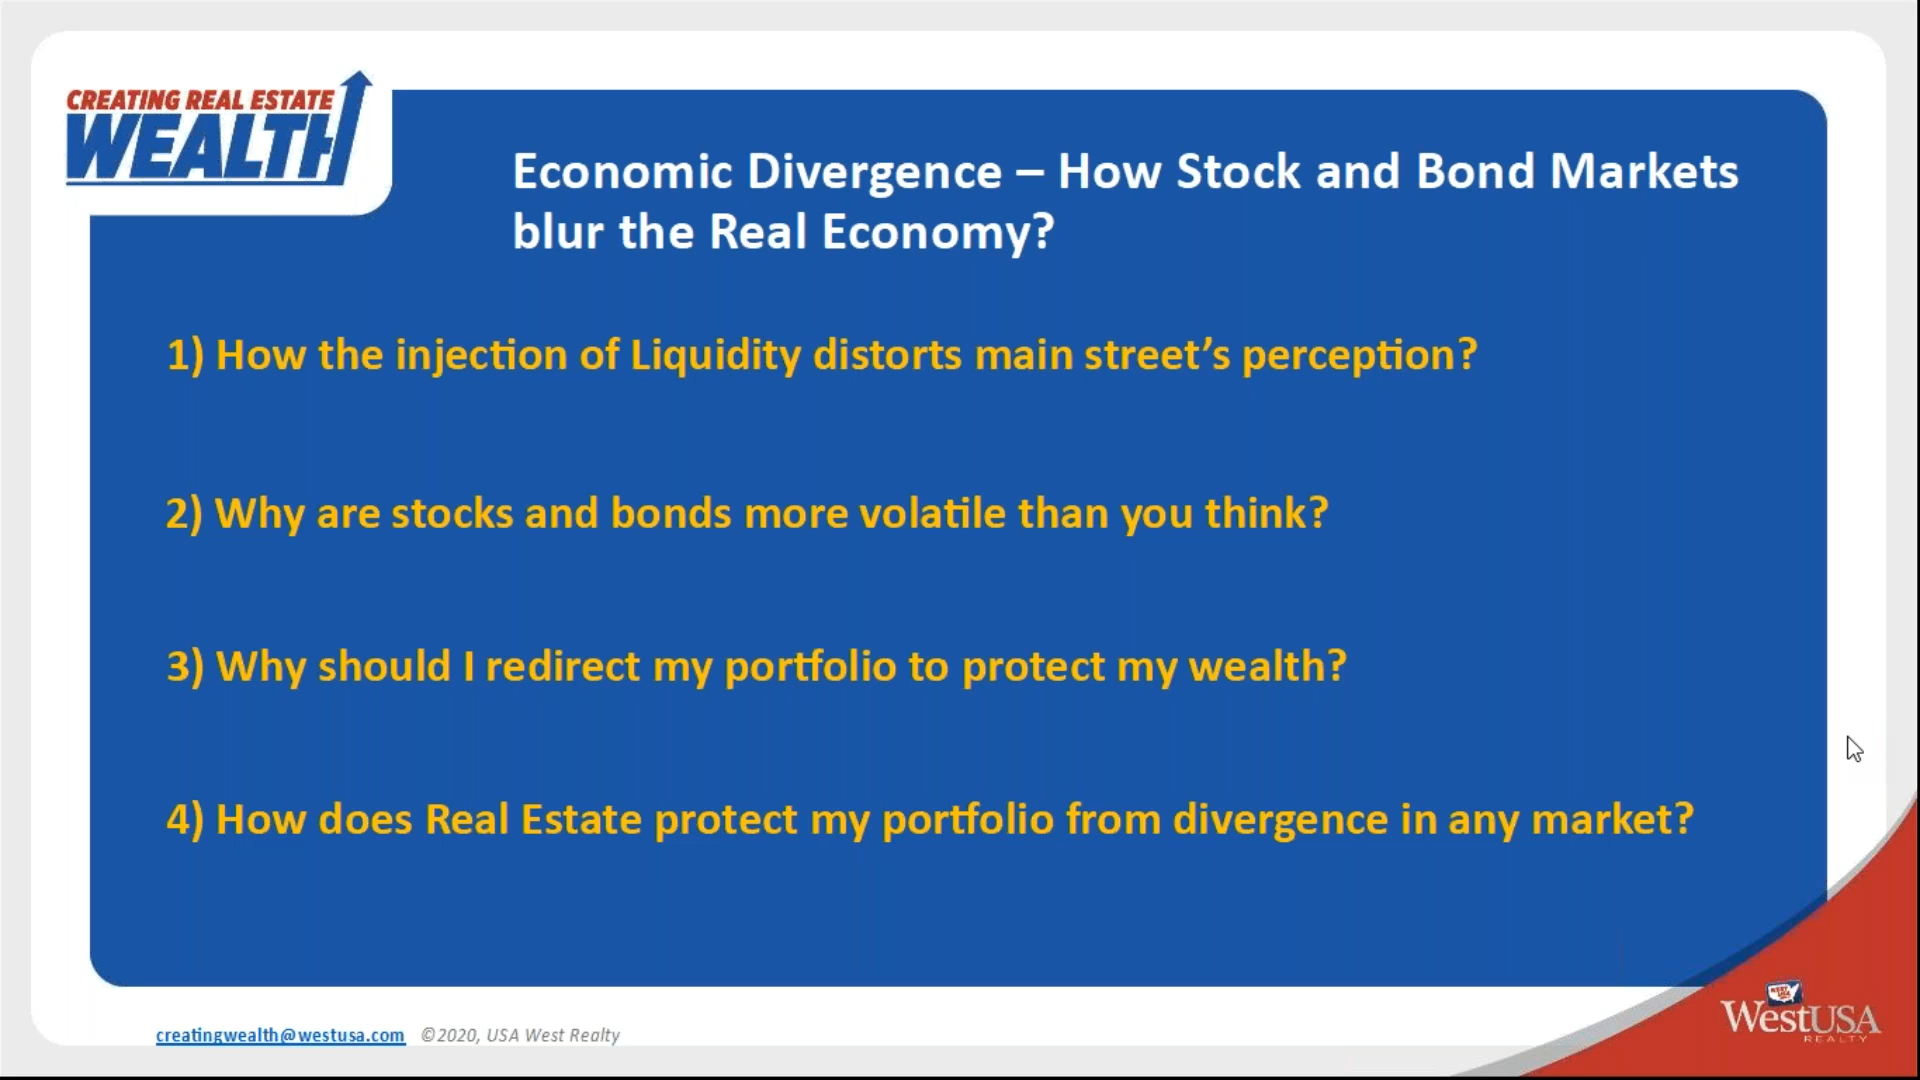 CREATING REAL ESTATE
WEALTH
Economic Divergence – How Stock and Bond Markets
blur the Real Economy?
1) How the injection of Liquidity distorts main street’s perception?
2) Why are stocks and bonds more volatile than you think?
3) Why should I redirect my portfolio to protect my wealth?
4) How does Real Estate protect my portfolio from divergence in any market?
creatingwealth@westusa.com ©2020, USA West Realty
WEST USA
WestUSA
REALTY